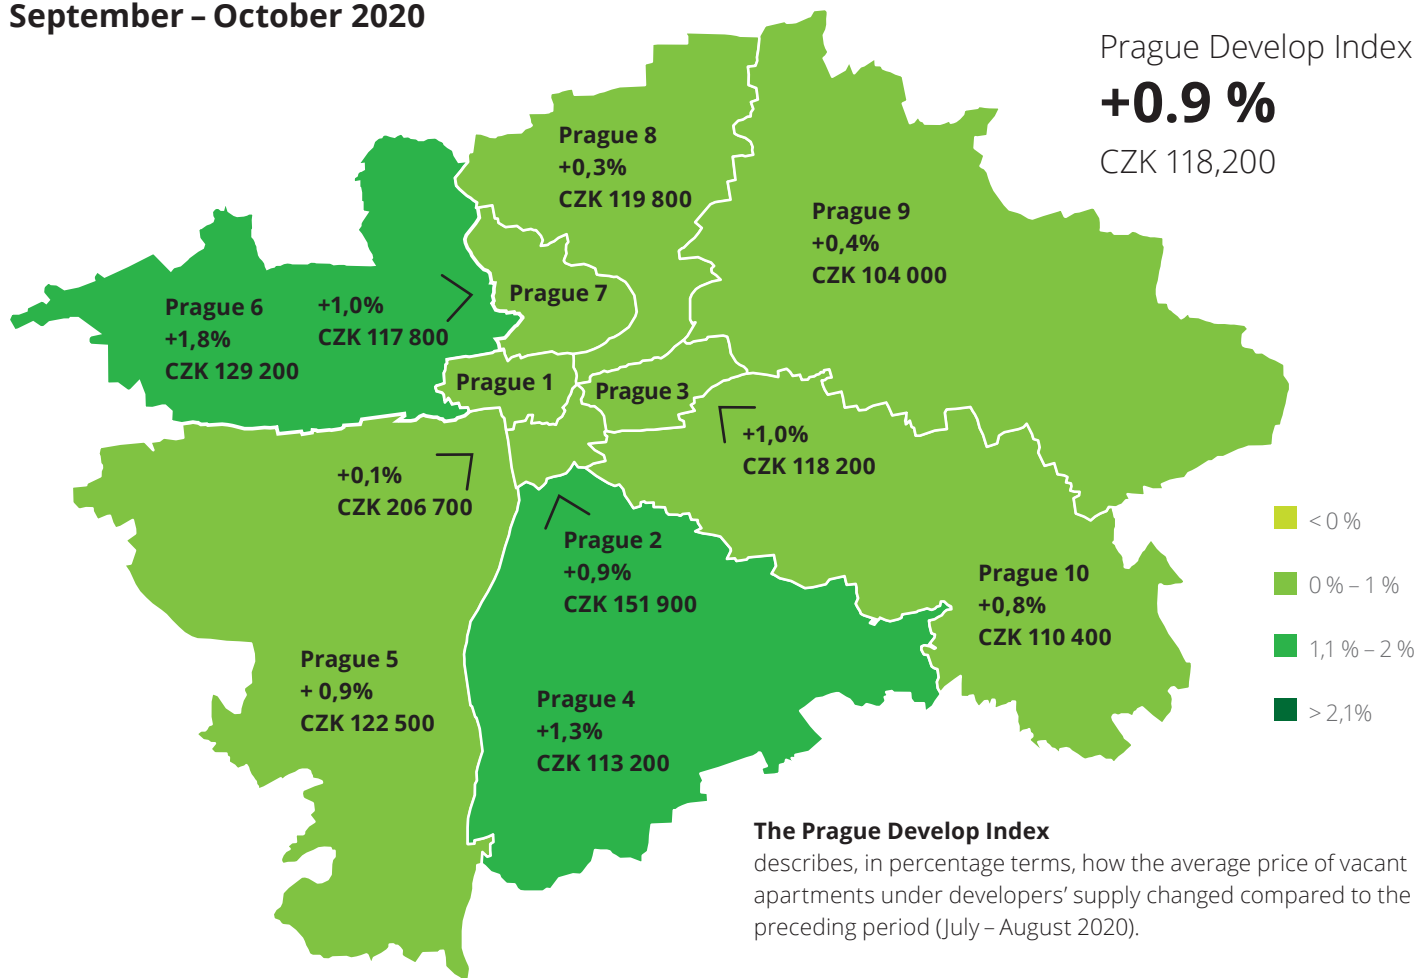 September – October 2020
Prague Develop Index
+0.9 %
CZK 118,200
Prague 8
+0,3%
CZK 119 800
Prague 9
+0,4%
CZK 104 000
Prague 7
Prague 6
+1,8%
CZK 129 200
+1,0%
CZK 117 800
Prague 1
Prague 3
+1,0%
CZK 118 200
+0,1%
CZK 206 700
Prague 2
+0,9%
CZK 151 900
Prague 10
+0,8%
CZK 110 400
Prague 5
+ 0,9%
CZK 122 500
Prague 4
+1,3%
CZK 113 200
< 0 %
0 % – 1 %
1,1 % – 2 %
> 2,1%
The Prague Develop Index
describes, in percentage terms, how the average price of vacant
apartments under developers’ supply changed compared to the
preceding period (July – August 2020).